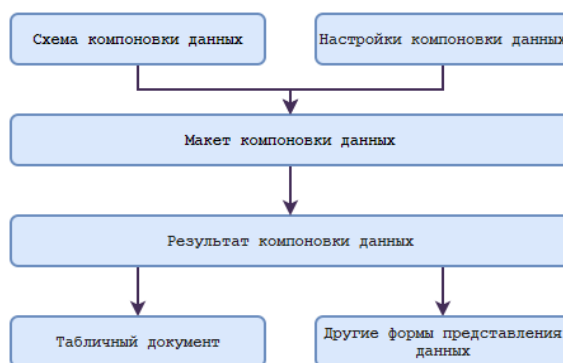 Схема компоновки данных
Настройки компоновки данных
Макет компоновки данных
Результат компоновки данных
Табличный документ
Другие формы представления
данных